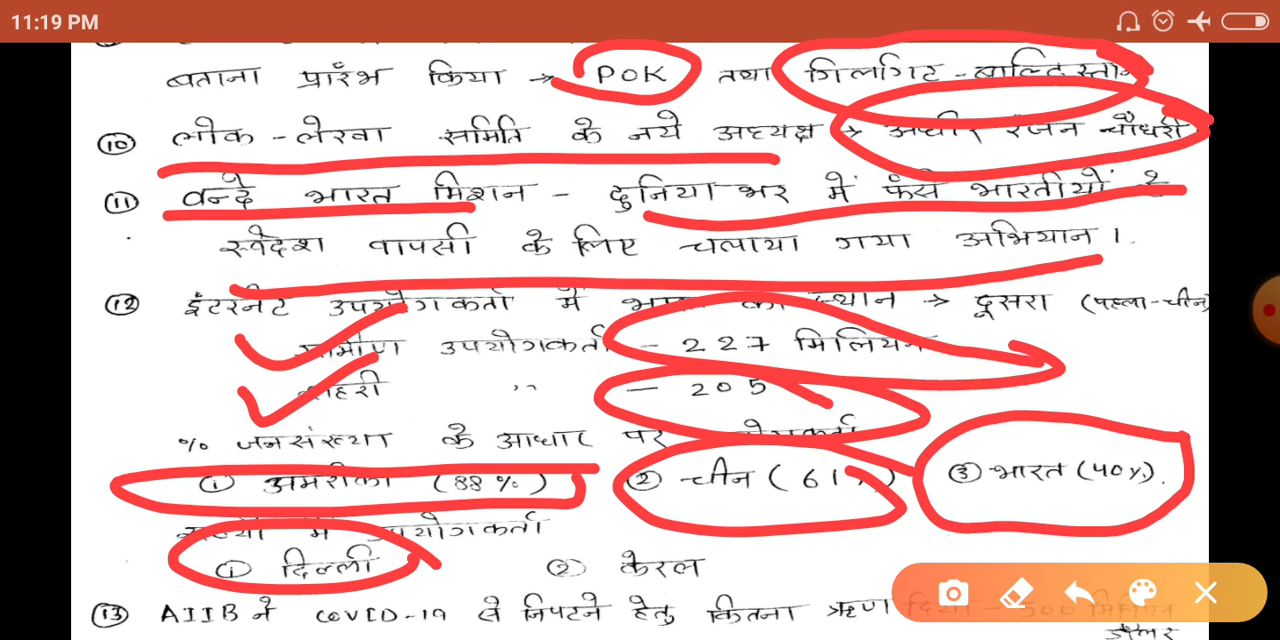 11:19 PM
बताना प्रारँभ किया → POK तथा गिलगिट - बाल्टिस्तान
⑩ लोक - लेखा समिति के नये अध्यक्ष → अधीर रंजन चौधरी
⑪ वन्दे भारत मिशन - दुनिया भर में फंसे भारतीयों के
स्वेदश वापसी के लिए चलाया गया अभियान ।
⑫ इंटरनेट उपयोगकर्ता में भारत का स्थान → दूसरा (पहला - चीन)
ग्रामीण उपयोगकर्ता - 227 मिलियन
शहरी ,, - 205
% जनसंख्या के आधार पर उपयोगकर्ता
① अमरीका (88 %) ② चीन (61%) ③ भारत (40%).
राज्यो में उपयोगकर्ता
① दिल्ली ② केरल
⑬ AIIB ने COVID-19 से निपटने हेतु कितना ऋण दिया - 500 मिलियन
डॉलर